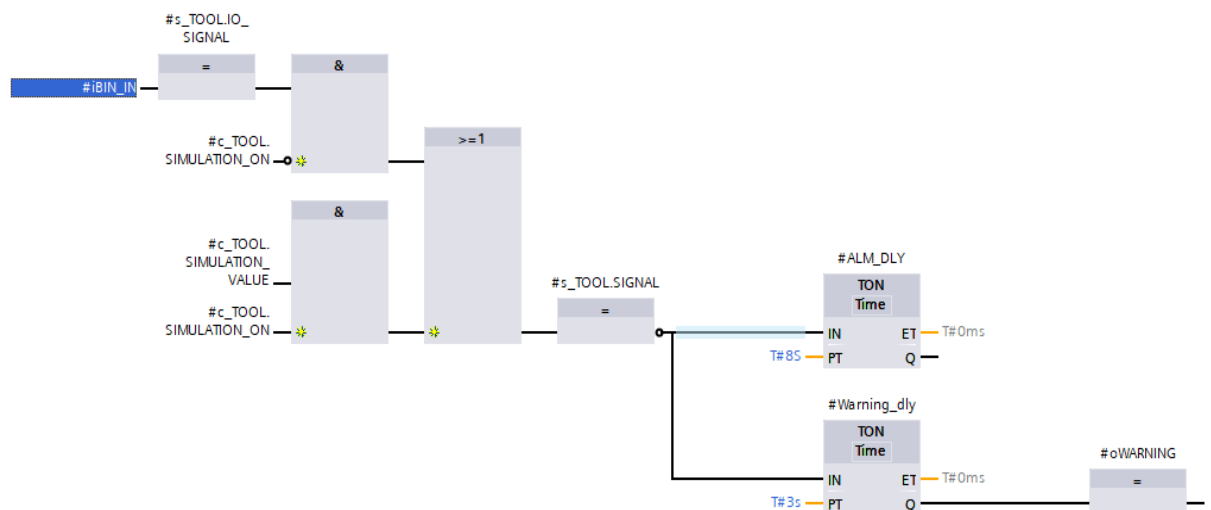 #s_TOOL.IO_
SIGNAL
=
&
#iBIN_IN
#c_TOOL.
SIMULATION_ON
>=1
&
#c_TOOL.
SIMULATION_
VALUE
#c_TOOL.
SIMULATION_ON
#s_TOOL.SIGNAL
=
#ALM_DLY
TON
Time
IN
ET
T#0ms
T#8S
PT
Q
#Warning_dly
TON
Time
IN
ET
T#0ms
T#3s
PT
Q
#oWARNING
=